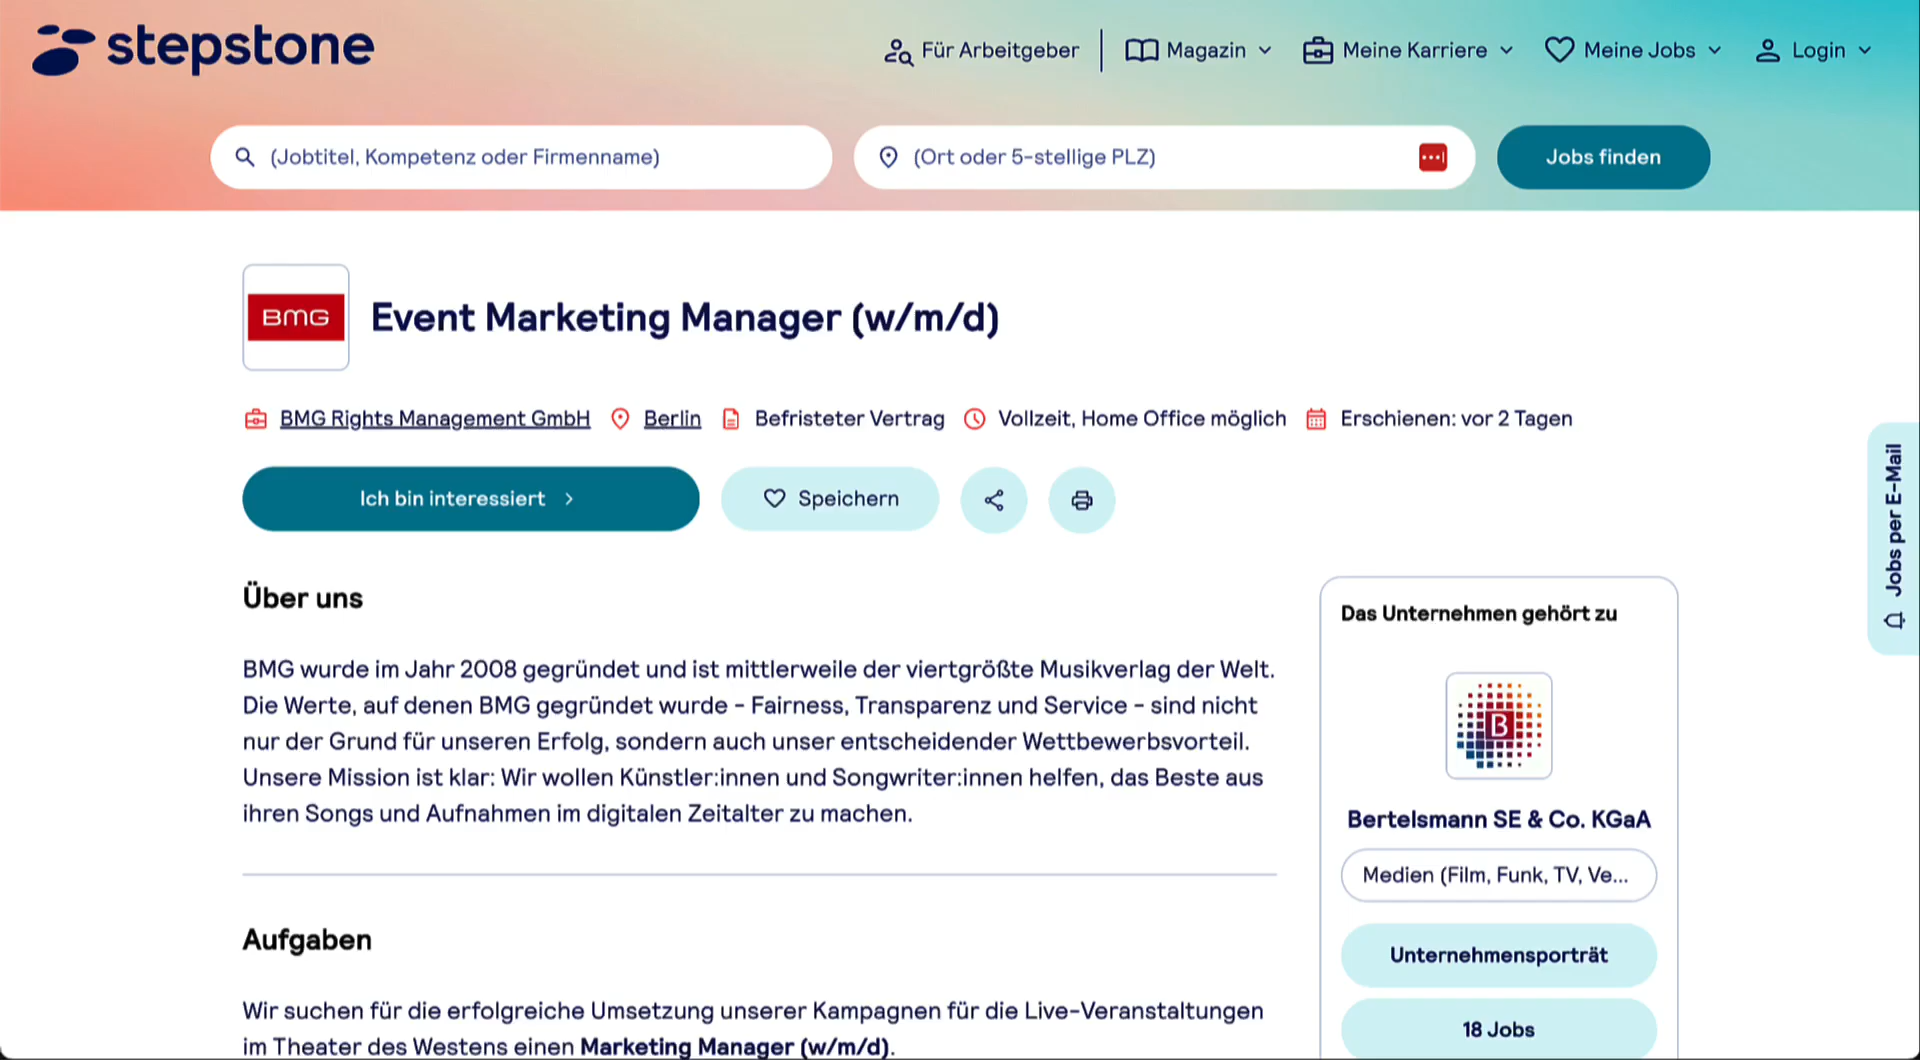 stepstone
Für Arbeitgeber
Magazin
Meine Karriere
Meine Jobs
Login
(Jobtitel, Kompetenz oder Firmenname)
(Ort oder 5-stellige PLZ)
Jobs finden
BMG
Event Marketing Manager (w/m/d)
BMG Rights Management GmbH
Berlin
Befristeter Vertrag
Vollzeit, Home Office möglich
Erschienen: vor 2 Tagen
Ich bin interessiert
Speichern
Jobs per E-Mail
Über uns
BMG wurde im Jahr 2008 gegründet und ist mittlerweile der viertgrößte Musikverlag der Welt.
Die Werte, auf denen BMG gegründet wurde - Fairness, Transparenz und Service - sind nicht
nur der Grund für unseren Erfolg, sondern auch unser entscheidender Wettbewerbsvorteil.
Unsere Mission ist klar: Wir wollen Künstler:innen und Songwriter:innen helfen, das Beste aus
ihren Songs und Aufnahmen im digitalen Zeitalter zu machen.
Aufgaben
Wir suchen für die erfolgreiche Umsetzung unserer Kampagnen für die Live-Veranstaltungen
im Theater des Westens einen Marketing Manager (w/m/d).
Das Unternehmen gehört zu
B
Bertelsmann SE & Co. KGaA
Medien (Film, Funk, TV, Ve...
Unternehmensporträt
18 Jobs